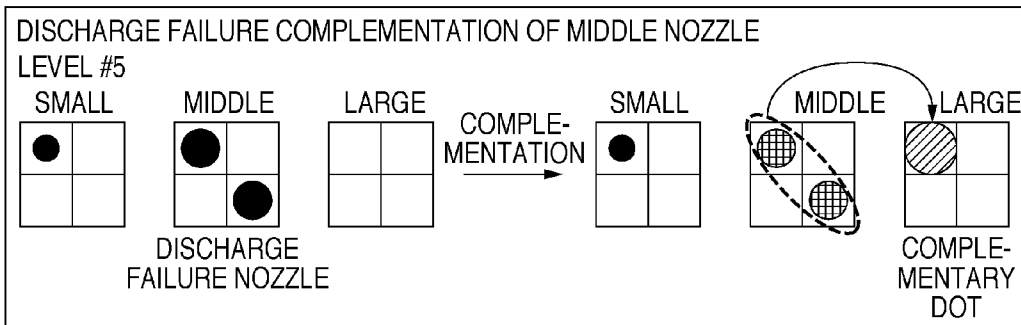 DISCHARGE FAILURE COMPLEMENTATION OF MIDDLE NOZZLE
LEVEL #5
SMALL MIDDLE LARGE
DISCHARGE
FAILURE NOZZLE
COMPLE-
MENTATION
SMALL MIDDLE LARGE
COMPLE-
MENTARY
DOT